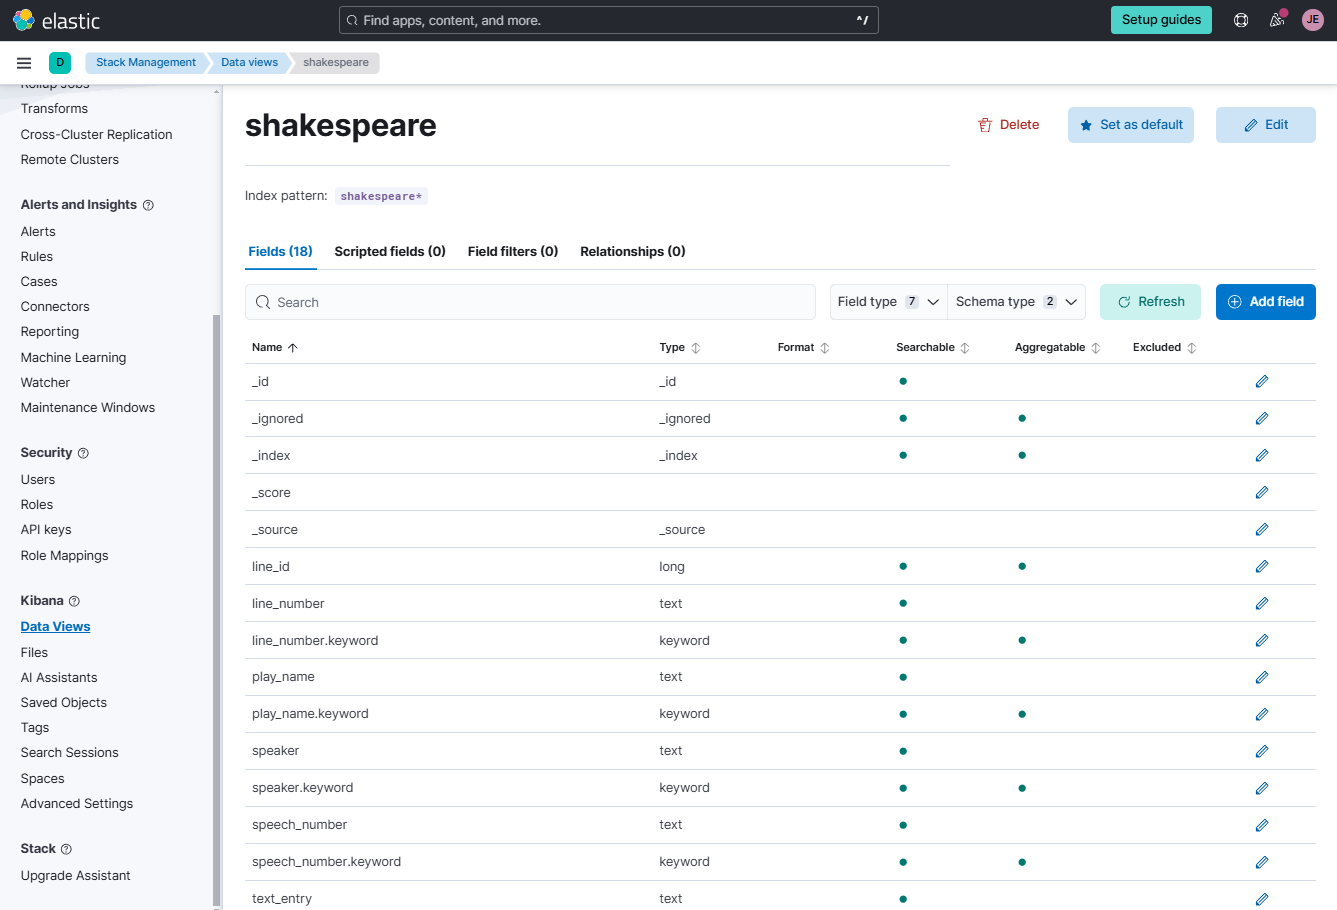 elastic
Find apps, content, and more.
^/
Setup guides
JE
D
Stack Management
Data views
shakespeare
Rollup Jobs
Transforms
Cross-Cluster Replication
Remote Clusters
Alerts and Insights
Alerts
Rules
Cases
Connectors
Reporting
Machine Learning
Watcher
Maintenance Windows
Security
Users
Roles
API keys
Role Mappings
Kibana
Data Views
Files
AI Assistants
Saved Objects
Tags
Search Sessions
Spaces
Advanced Settings
Stack
Upgrade Assistant
shakespeare
Delete
Set as default
Edit
Index pattern: shakespeare*
Fields (18) Scripted fields (0) Field filters (0) Relationships (0)
Search
Field type 7
Schema type 2
Refresh
Add field
Name Type Format Searchable Aggregatable Excluded
_id _id
_ignored _ignored
_index _index
_score
_source _source
line_id long
line_number text
line_number.keyword keyword
play_name text
play_name.keyword keyword
speaker text
speaker.keyword keyword
speech_number text
speech_number.keyword keyword
text_entry text